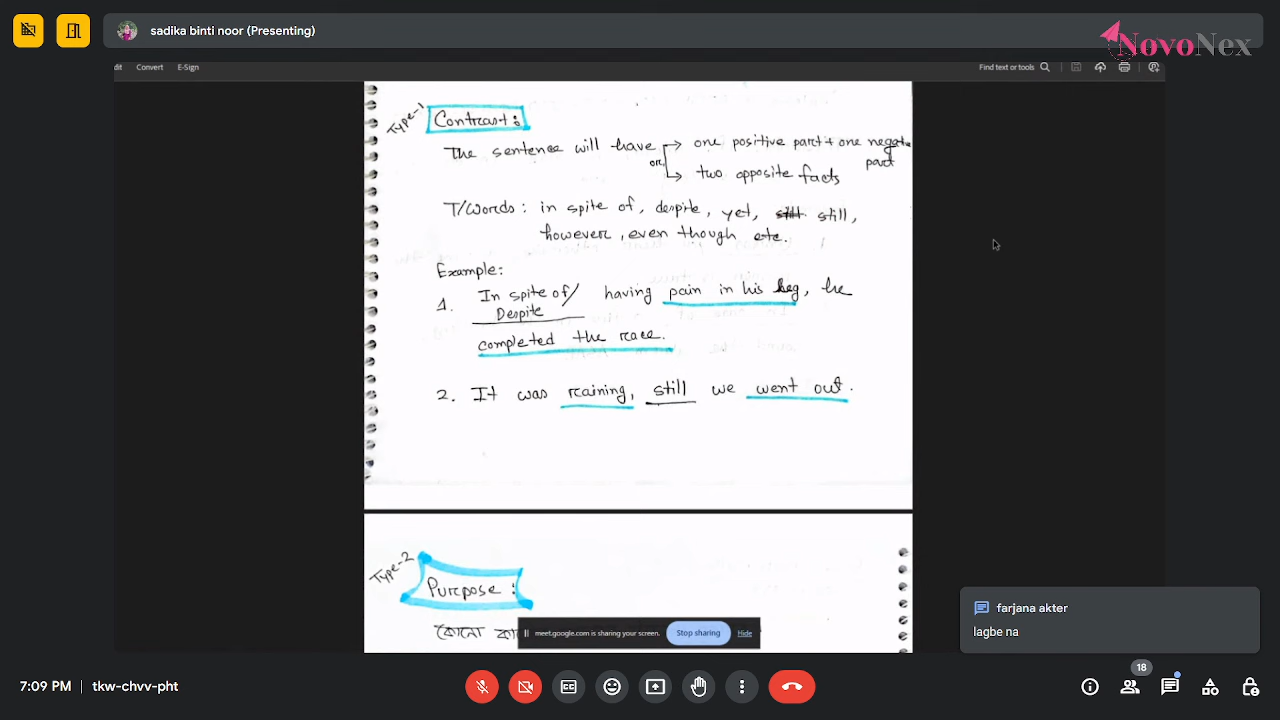 sadika binti noor (Presenting)
NovoNex
dit Convert E-Sign Find text or tools
Type-1
Contrast:
The sentence will have → one positive part + one negative part
or
→ two opposite facts
T/Words: in spite of, despite, yet, still, 
however, even though etc.
Example:
1. In spite of/ Despite having pain in his leg, he
completed the race.
2. It was raining, still we went out.
Type-2
Purpose:
কোনো
meet.google.com is sharing your screen. Stop sharing Hide
farjana akter
lagbe na
7:09 PM tkw-chvv-pht
18